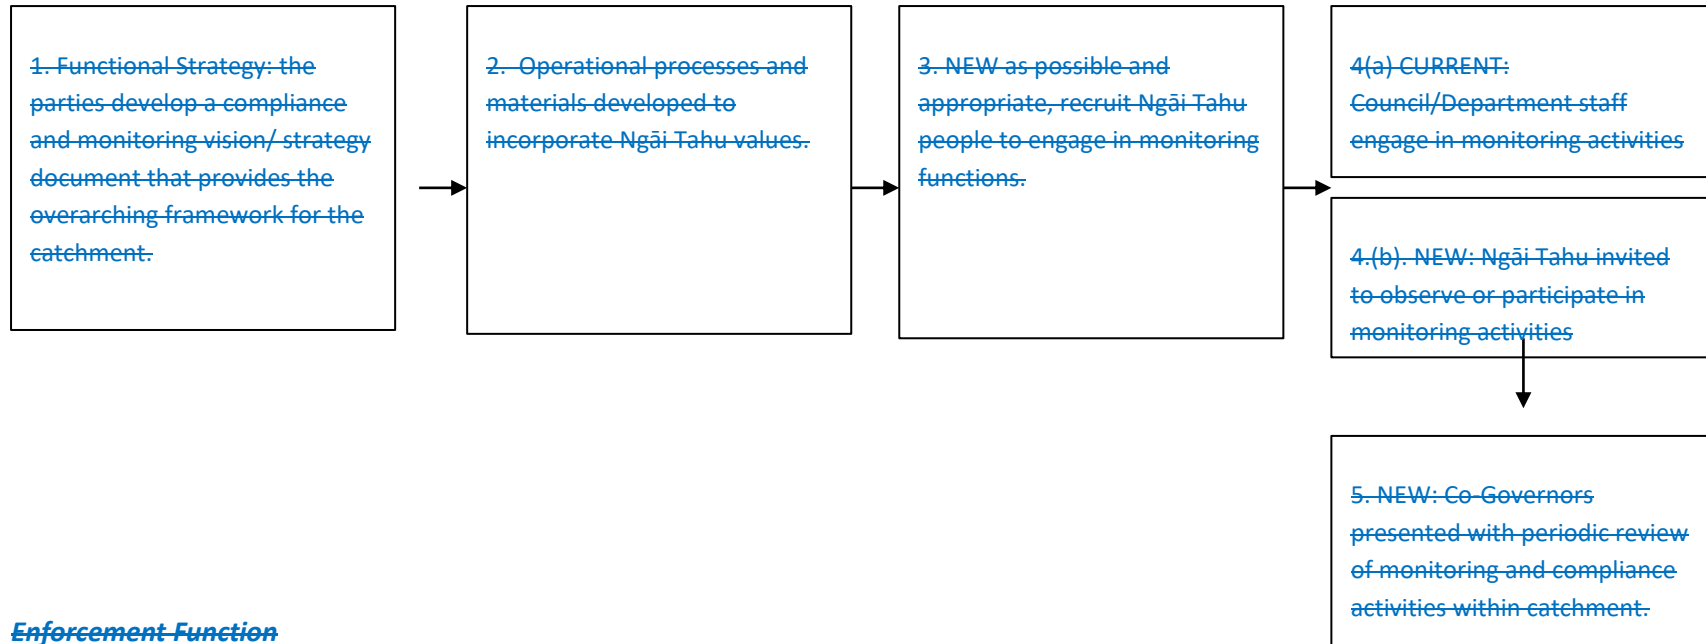 1. Functional Strategy: the
parties develop a compliance
and monitoring vision/ strategy
document that provides the
overarching framework for the
catchment.
2.  Operational processes and
materials developed to
incorporate Ngāi Tahu values.
3. NEW as possible and
appropriate, recruit Ngāi Tahu
people to engage in monitoring
functions.
4(a) CURRENT:
Council/Department staff
engage in monitoring activities
4.(b). NEW: Ngāi Tahu invited
to observe or participate in
monitoring activities
5. NEW: Co-Governors
presented with periodic review
of monitoring and compliance
activities within catchment.
Enforcement Function